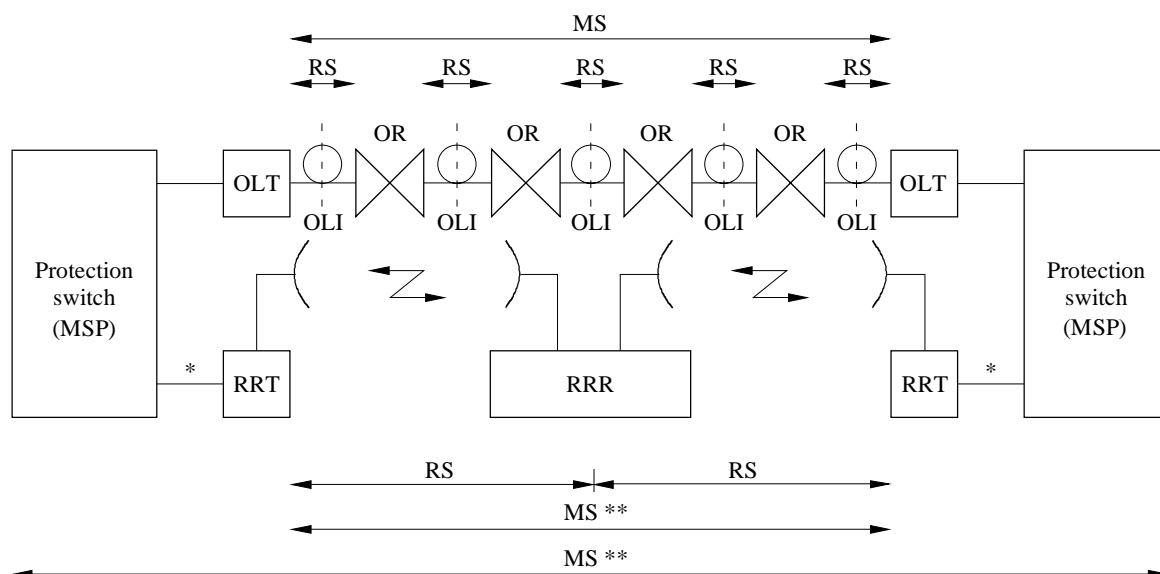 MS
RS RS RS RS RS
OR OR OR OR
OLT OLT
OLI OLI OLI OLI OLI
Protection
switch
(MSP)
Protection
switch
(MSP)
* *
RRT RRR RRT
RS RS
MS **
MS **